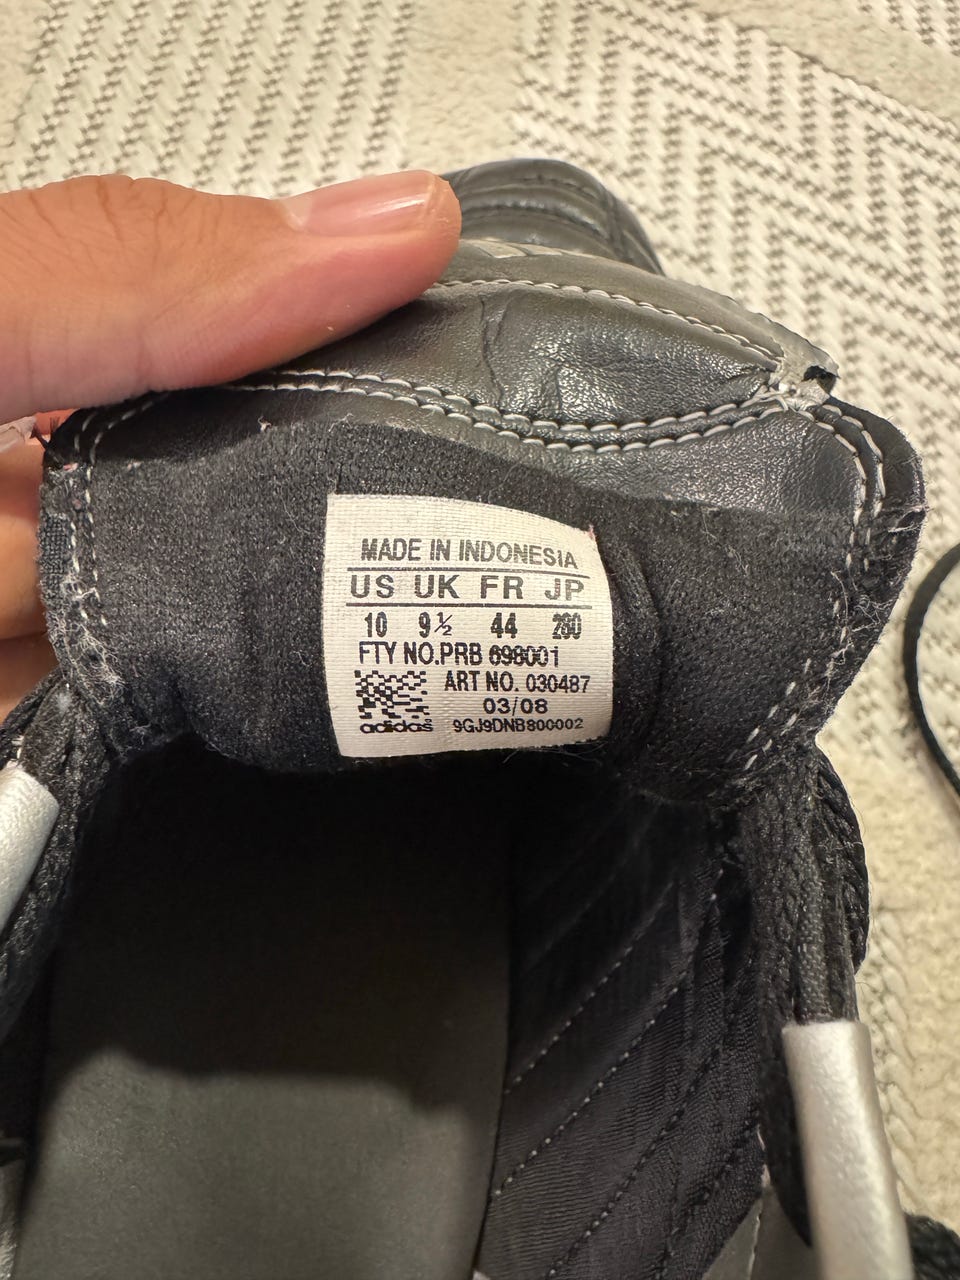 MADE IN INDONESIA
US UK FR JP
10 9½ 44 280
FTY NO.PRB 698001
ART NO. 030487
03/08
adidas 9GJ9DNB800002